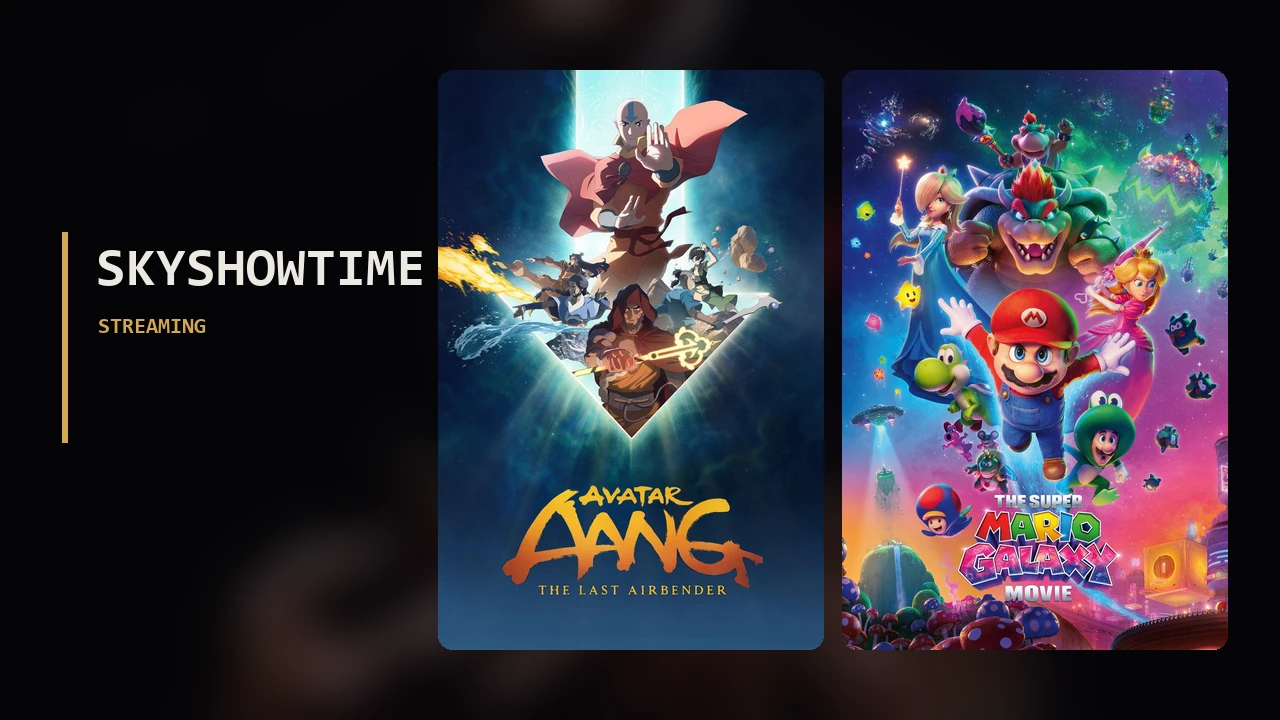 SKYSHOWTIME
STREAMING
AVATAR
AANG
THE LAST AIRBENDER
THE SUPER
MARIO
GALAXY
MOVIE